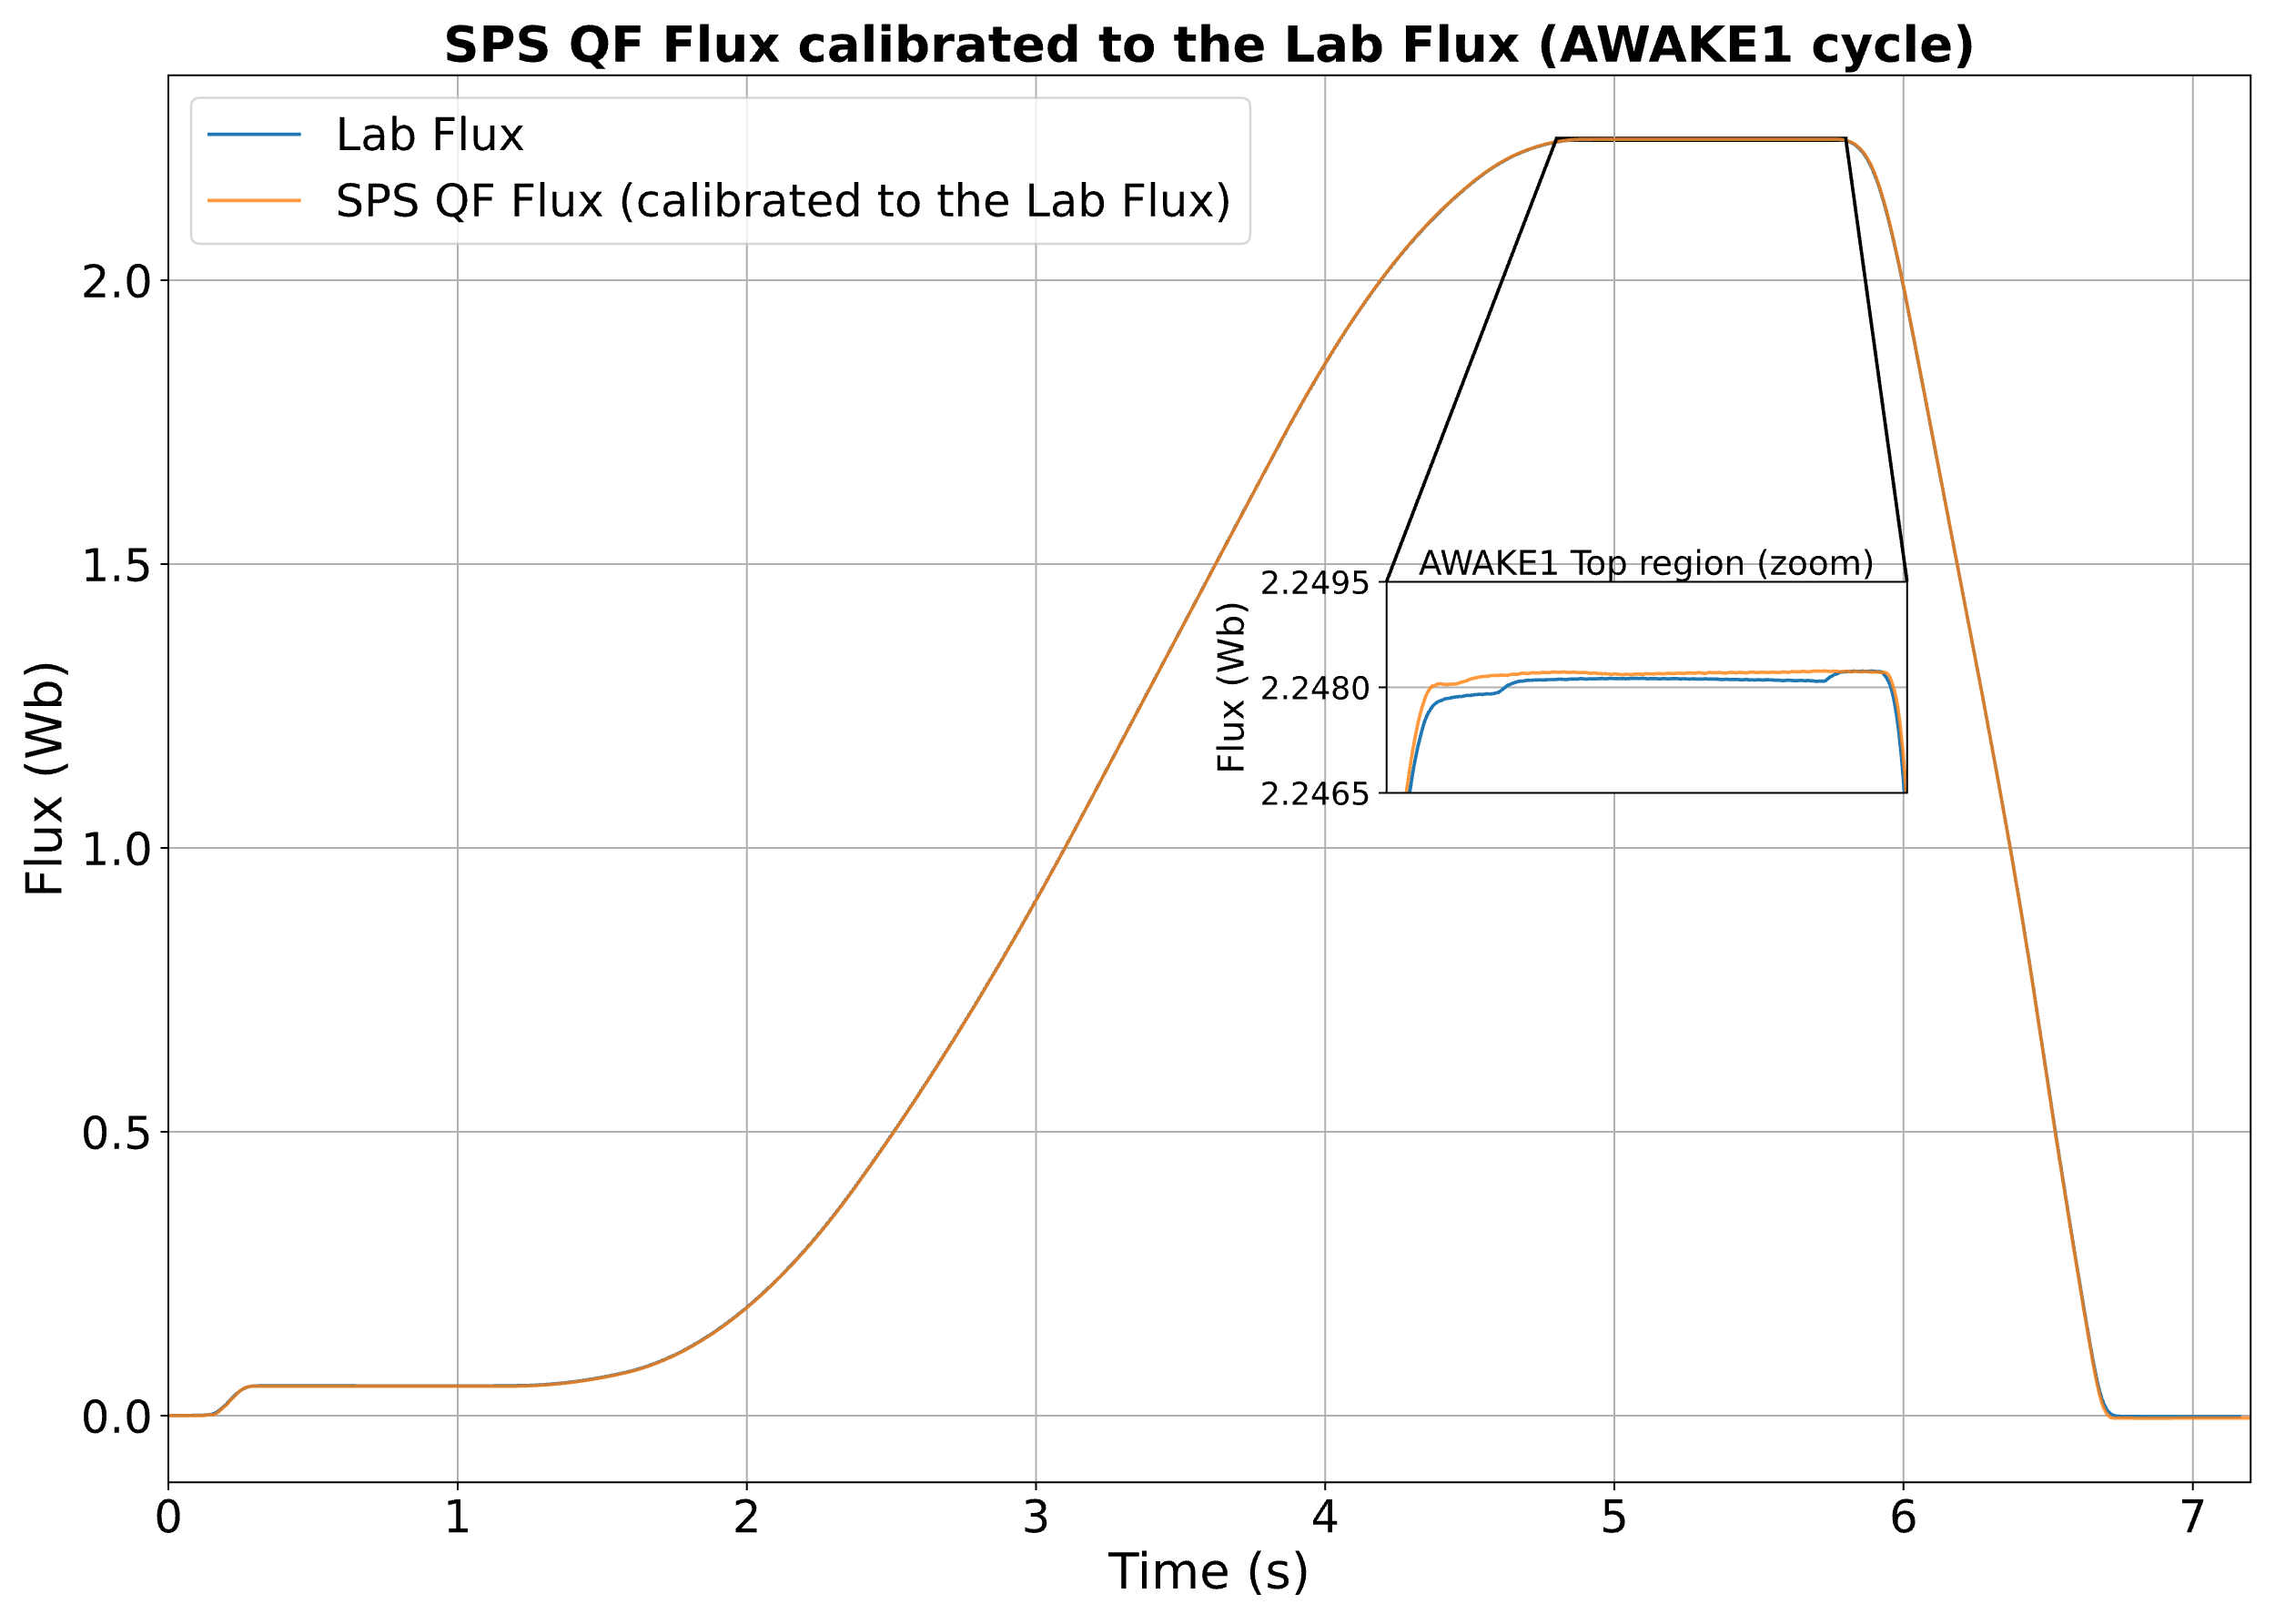 SPS QF Flux calibrated to the Lab Flux (AWAKE1 cycle)
Lab Flux
SPS QF Flux (calibrated to the Lab Flux)
Flux (Wb)
2.0
1.5
1.0
0.5
0.0
AWAKE1 Top region (zoom)
Flux (Wb)
2.2495
2.2480
2.2465
0 1 2 3 4 5 6 7
Time (s)